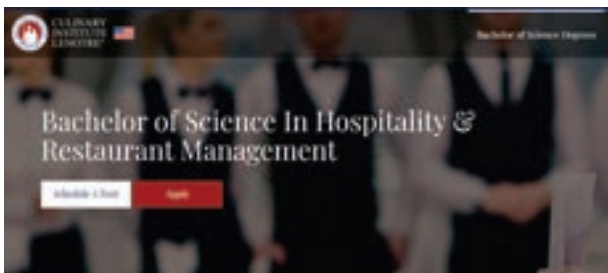 CULINARY
INSTITUTE
LENOTRE®
Bachelor of Science Degrees
Bachelor of Science In Hospitality &
Restaurant Management
Schedule A Tour
Apply